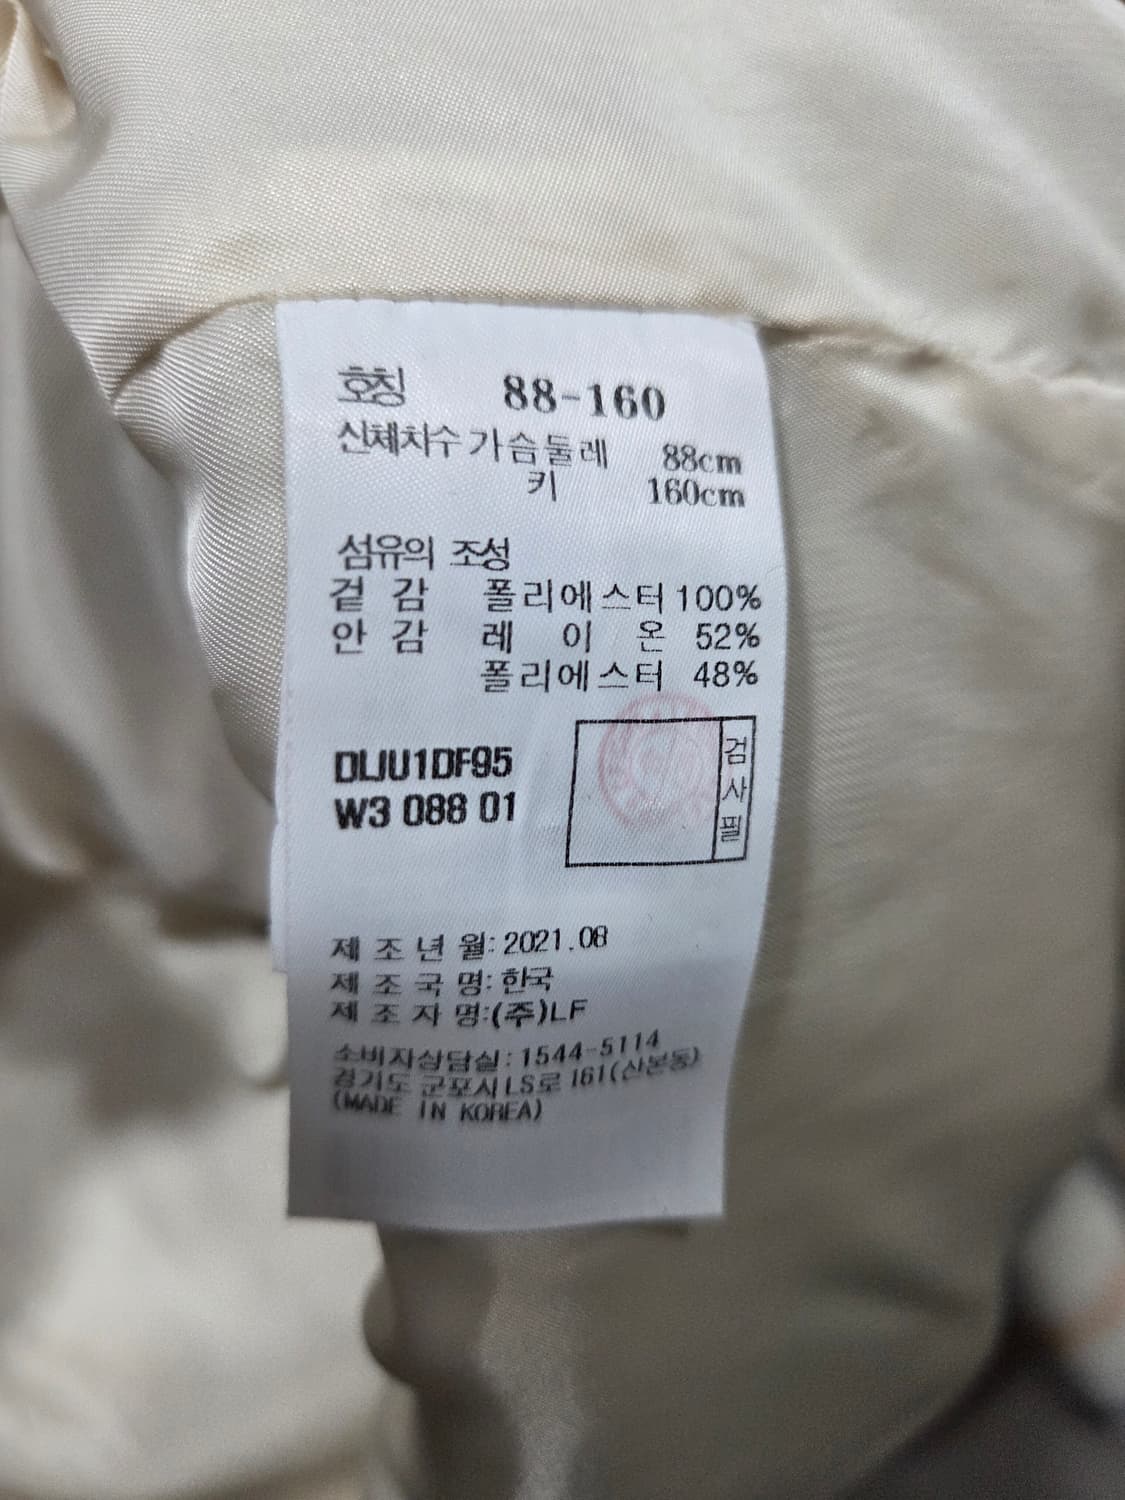 호칭 88-160
신체치수 가슴둘레 88cm
키 160cm
섬유의 조성
겉 감 폴리에스터 100%
안 감 레 이 온 52%
폴리에스터 48%
DLJU1DF95
W3 088 01
검사필
제 조 년 월: 2021.08
제 조 국 명: 한국
제 조 자 명:(주)LF
소비자상담실: 1544-5114
경기도 군포시 LS로 161(산본동)
(MADE IN KOREA)